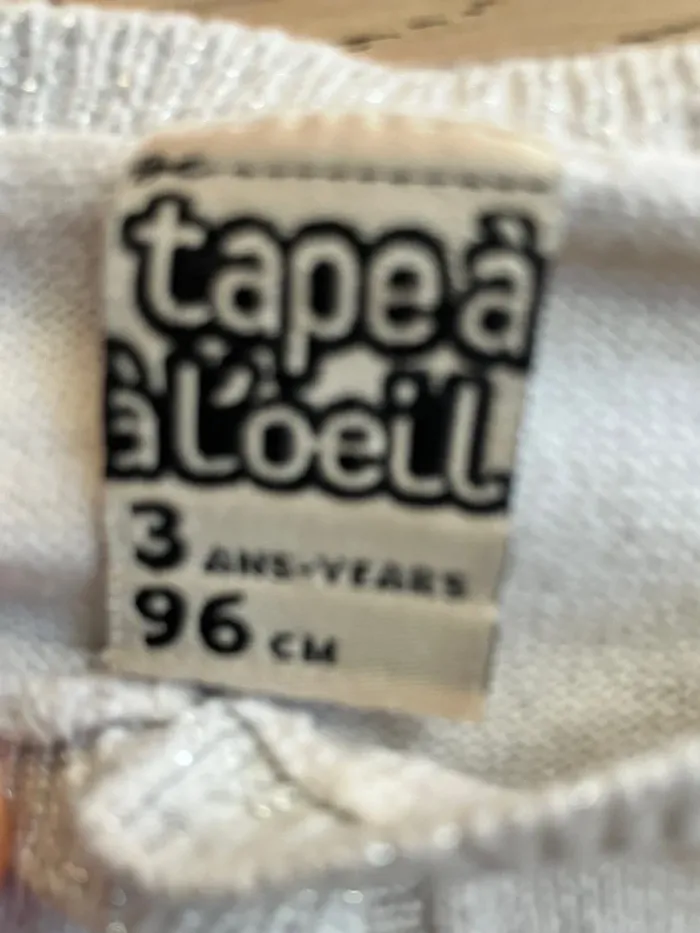 tape à
à l'oeil
3 ANS-YEARS
96 CM